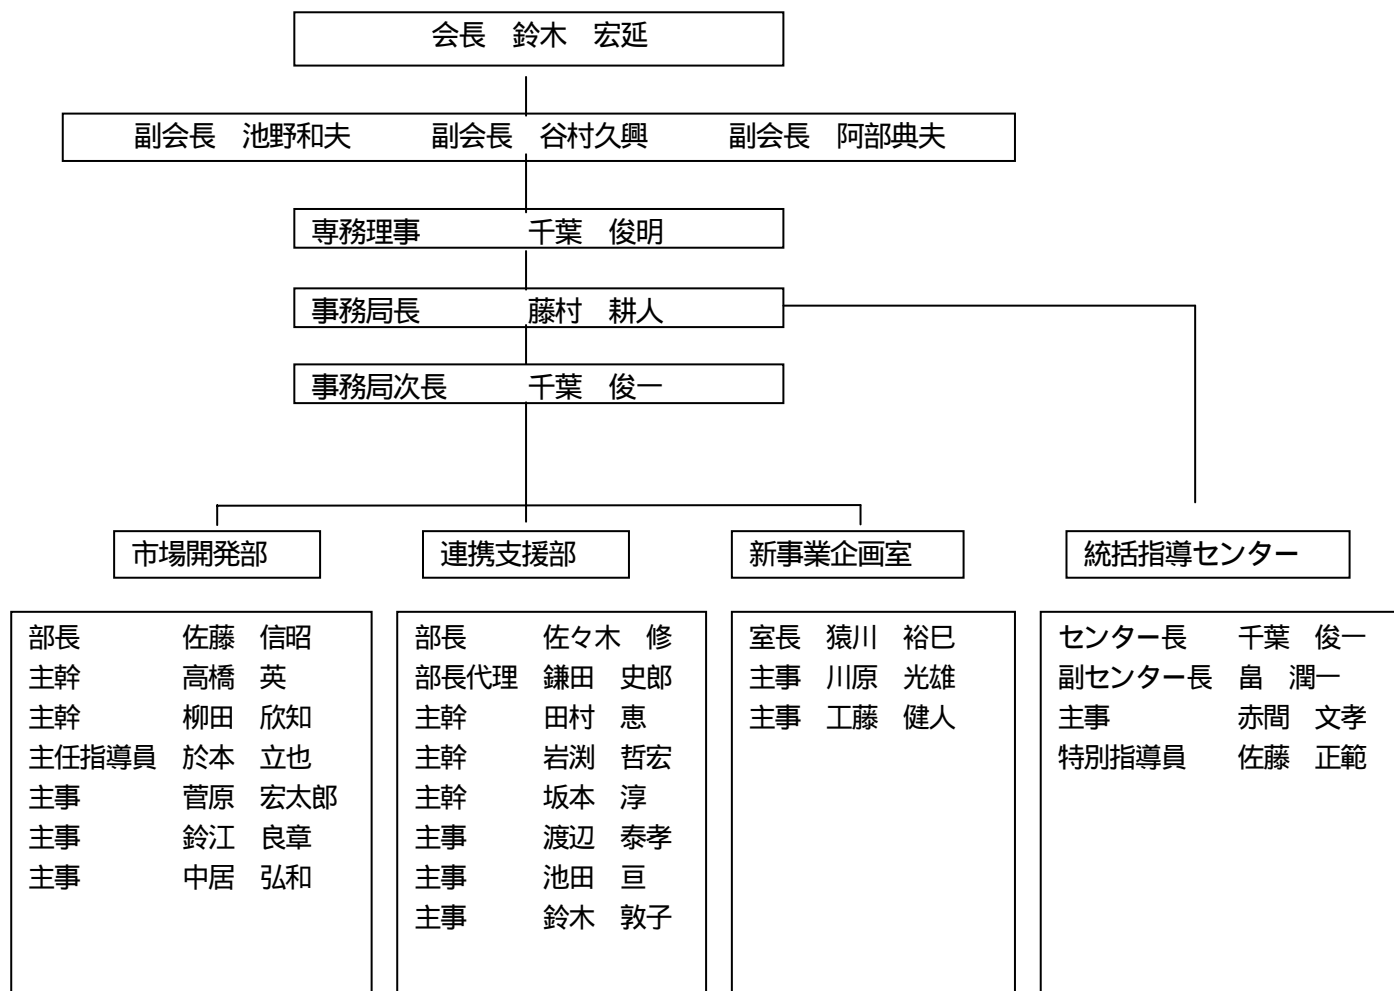 会長 鈴木 宏延
副会長 池野和夫 副会長 谷村久興 副会長 阿部典夫
専務理事 千葉 俊明
事務局長 藤村 耕人
事務局次長 千葉 俊一
市場開発部
連携支援部
新事業企画室
統括指導センター
部長 佐藤 信昭
主幹 高橋 英
主幹 柳田 欣知
主任指導員 於本 立也
主事 菅原 宏太郎
主事 鈴江 良章
主事 中居 弘和
部長 佐々木 修
部長代理 鎌田 史郎
主幹 田村 恵
主幹 岩渕 哲宏
主幹 坂本 淳
主事 渡辺 泰孝
主事 池田 亘
主事 鈴木 敦子
室長 猿川 裕巳
主事 川原 光雄
主事 工藤 健人
センター長 千葉 俊一
副センター長 畠 潤一
主事 赤間 文孝
特別指導員 佐藤 正範